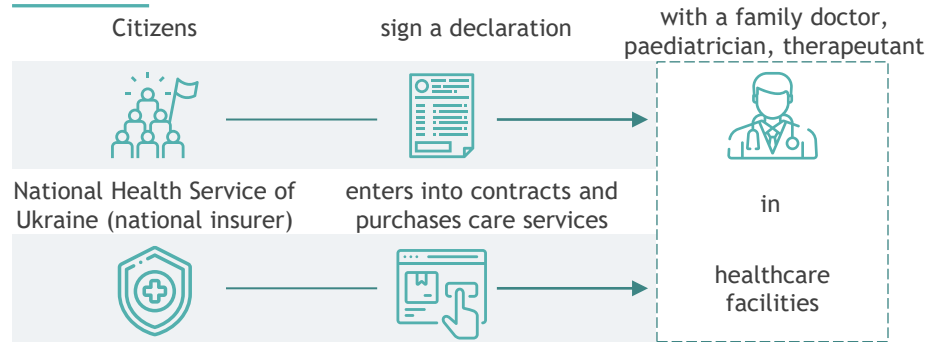 Citizens
sign a declaration
with a family doctor,
paediatrician, therapeutant
National Health Service of
Ukraine (national insurer)
enters into contracts and
purchases care services
in
healthcare
facilities